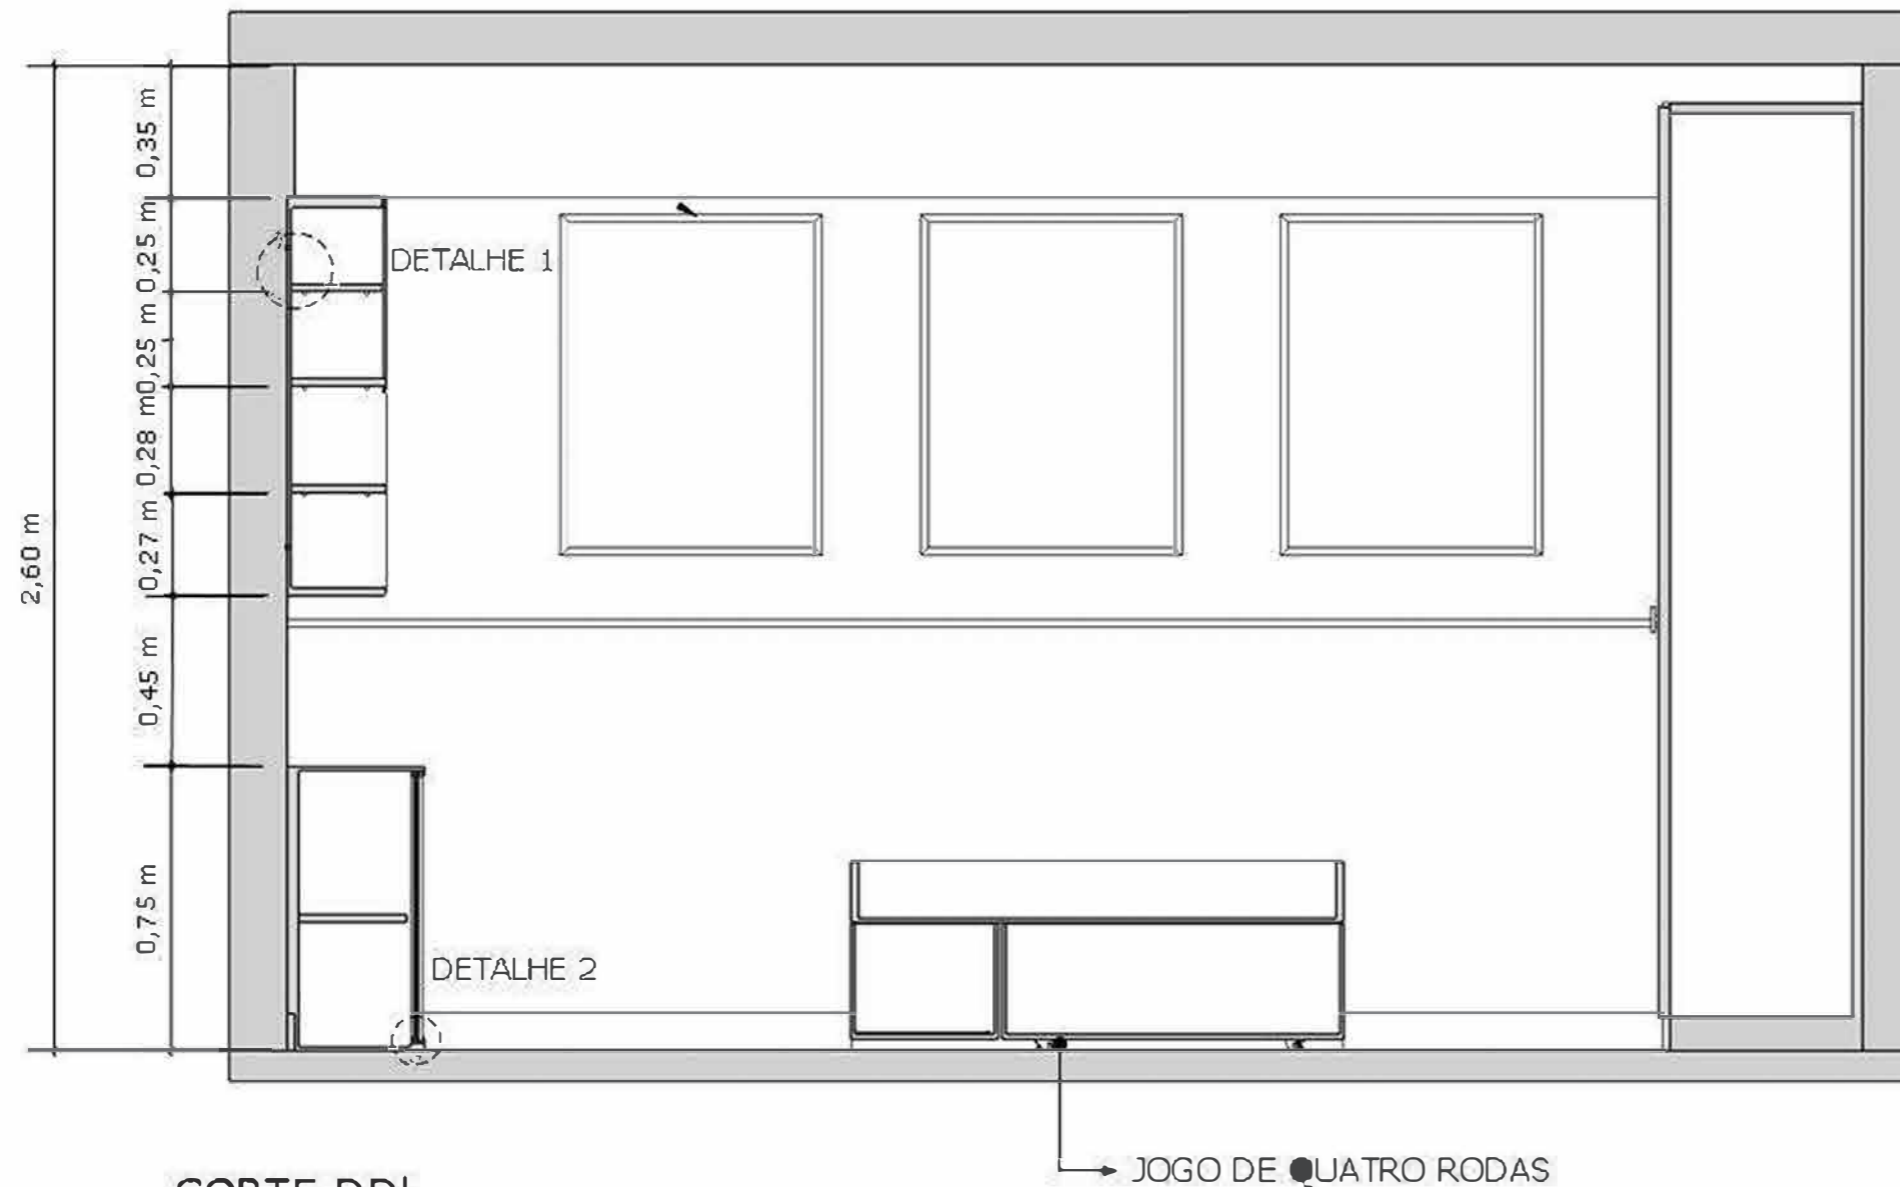 0,35 m
0,25 m
0,25 m
0,28 m
0,27 m
2,60 m
0,45 m
0,75 m
DETALHE 1
DETALHE 2
JOGO DE QUATRO RODAS
CORTE